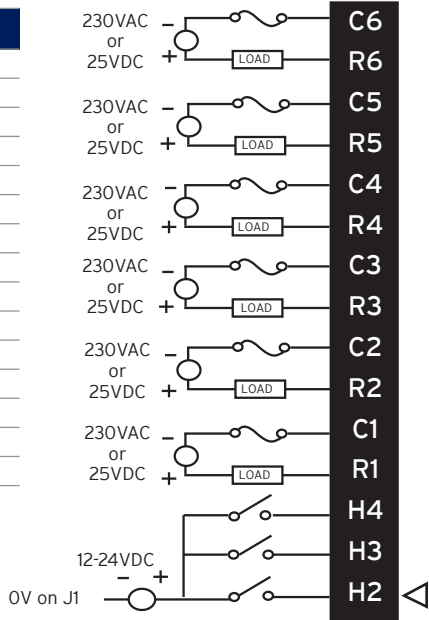 230VAC
or
25VDC
−
+
LOAD
C6
R6
230VAC
or
25VDC
−
+
LOAD
C5
R5
230VAC
or
25VDC
−
+
LOAD
C4
R4
230VAC
or
25VDC
−
+
LOAD
C3
R3
230VAC
or
25VDC
−
+
LOAD
C2
R2
230VAC
or
25VDC
−
+
LOAD
C1
R1
H4
H3
12-24VDC
− +
0V on J1
H2